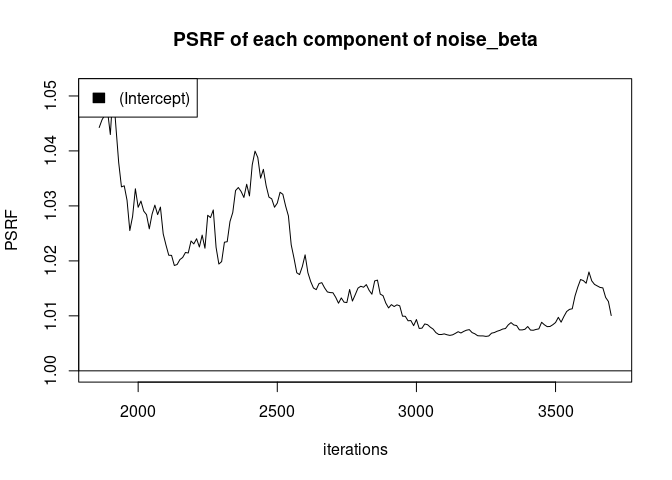 PSRF of each component of noise_beta
(Intercept)
PSRF
1.05
1.04
1.03
1.02
1.01
1.00
2000 2500 3000 3500
iterations